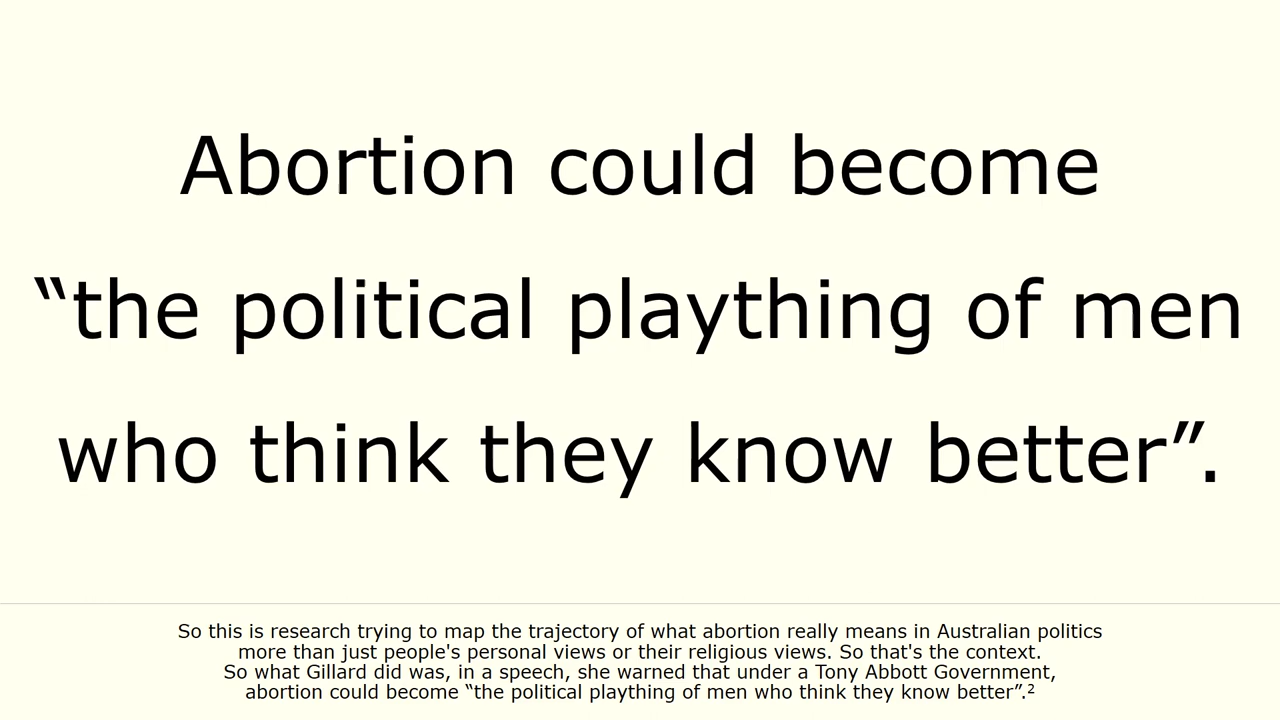 Abortion could become
“the political plaything of men
who think they know better”.
So this is research trying to map the trajectory of what abortion really means in Australian politics
more than just people's personal views or their religious views. So that's the context.
So what Gillard did was, in a speech, she warned that under a Tony Abbott Government,
abortion could become “the political plaything of men who think they know better”.²